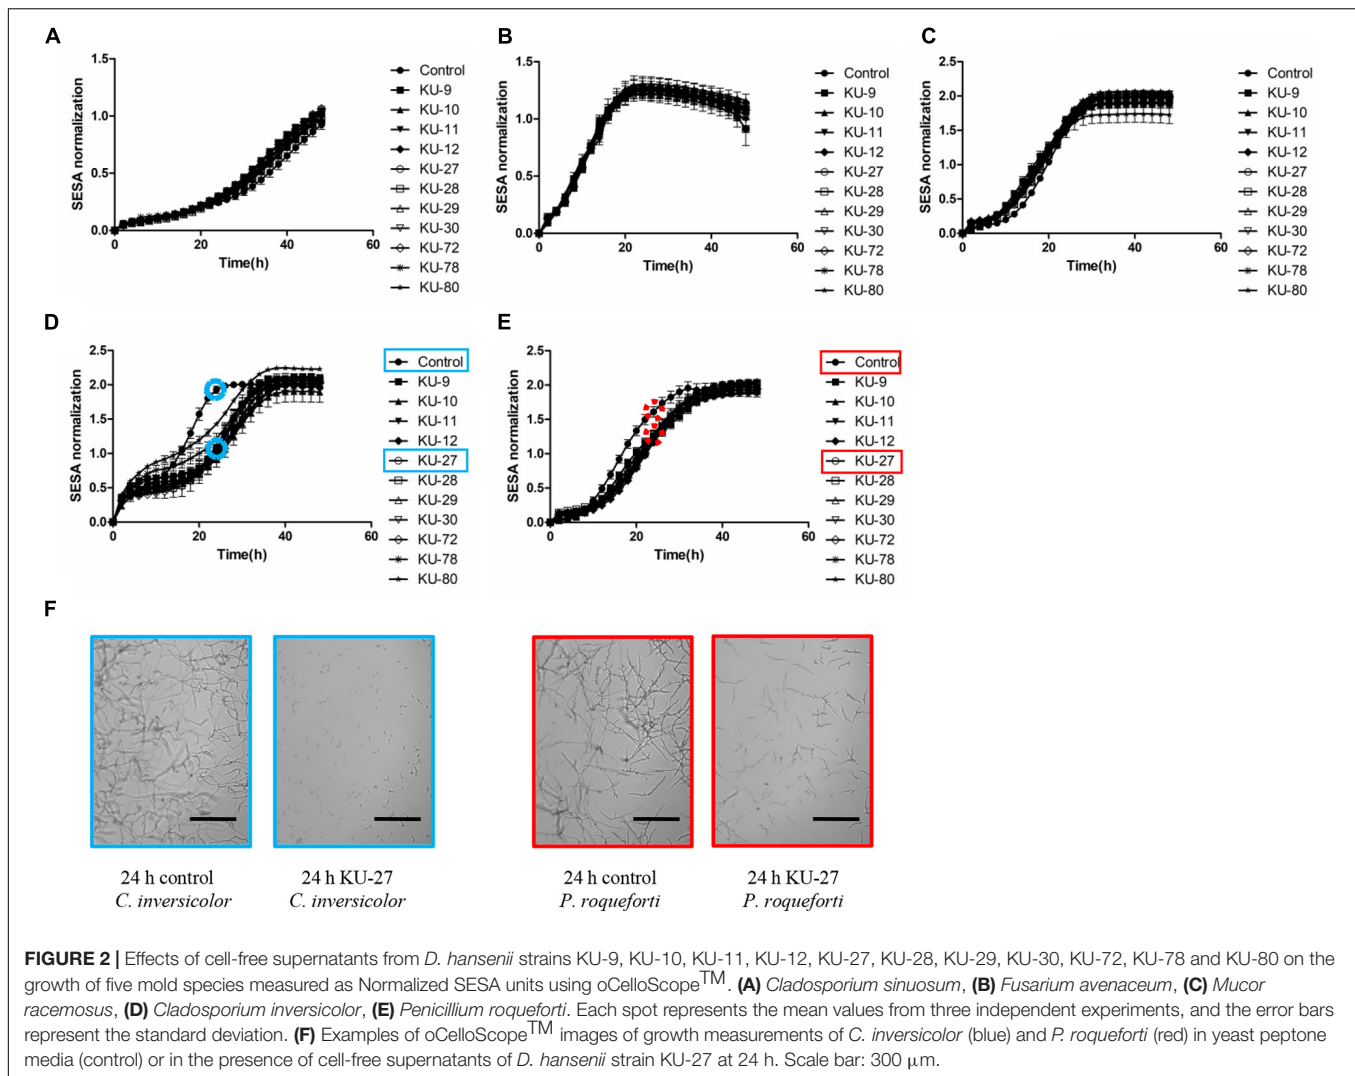 A
SESA normalization
1.5
1.0
0.5
0.0
0 20 40 60
Time(h)
Control
KU-9
KU-10
KU-11
KU-12
KU-27
KU-28
KU-29
KU-30
KU-72
KU-78
KU-80
B
SESA normalization
1.5
1.0
0.5
0.0
0 20 40 60
Time(h)
Control
KU-9
KU-10
KU-11
KU-12
KU-27
KU-28
KU-29
KU-30
KU-72
KU-78
KU-80
C
SESA normalization
2.5
2.0
1.5
1.0
0.5
0.0
0 20 40 60
Time(h)
Control
KU-9
KU-10
KU-11
KU-12
KU-27
KU-28
KU-29
KU-30
KU-72
KU-78
KU-80
D
SESA normalization
2.5
2.0
1.5
1.0
0.5
0.0
0 20 40 60
Time(h)
Control
KU-9
KU-10
KU-11
KU-12
KU-27
KU-28
KU-29
KU-30
KU-72
KU-78
KU-80
E
SESA normalization
2.5
2.0
1.5
1.0
0.5
0.0
0 20 40 60
Time(h)
Control
KU-9
KU-10
KU-11
KU-12
KU-27
KU-28
KU-29
KU-30
KU-72
KU-78
KU-80
F
24 h control
C. inversicolor
24 h KU-27
C. inversicolor
24 h control
P. roqueforti
24 h KU-27
P. roqueforti
FIGURE 2 | Effects of cell-free supernatants from D. hansenii strains KU-9, KU-10, KU-11, KU-12, KU-27, KU-28, KU-29, KU-30, KU-72, KU-78 and KU-80 on the
growth of five mold species measured as Normalized SESA units using oCelloScope™. (A) Cladosporium sinuosum, (B) Fusarium avenaceum, (C) Mucor
racemosus, (D) Cladosporium inversicolor, (E) Penicillium roqueforti. Each spot represents the mean values from three independent experiments, and the error bars
represent the standard deviation. (F) Examples of oCelloScope™ images of growth measurements of C. inversicolor (blue) and P. roqueforti (red) in yeast peptone
media (control) or in the presence of cell-free supernatants of D. hansenii strain KU-27 at 24 h. Scale bar: 300 μm.